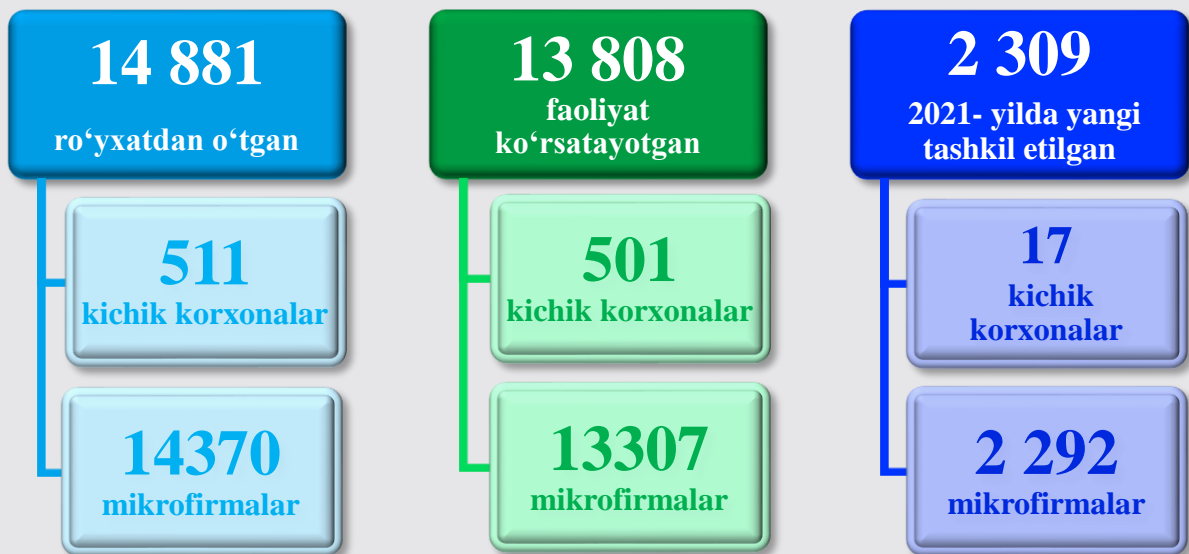 14 881
ro‘yxatdan o‘tgan
511
kichik korxonalar
14370
mikrofirmalar
13 808
faoliyat
ko‘rsatayotgan
501
kichik korxonalar
13307
mikrofirmalar
2 309
2021- yilda yangi
tashkil etilgan
17
kichik
korxonalar
2 292
mikrofirmalar